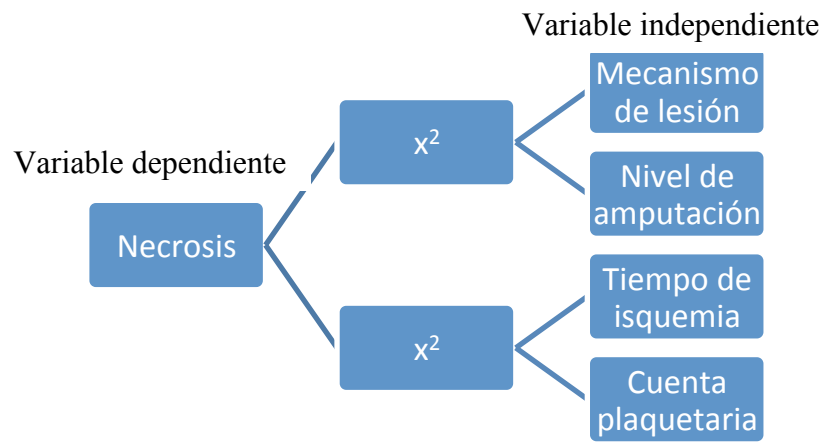 Variable independiente
Mecanismo
de lesión
x²
Variable dependiente
Nivel de
amputación
Necrosis
Tiempo de
isquemia
x²
Cuenta
plaquetaria